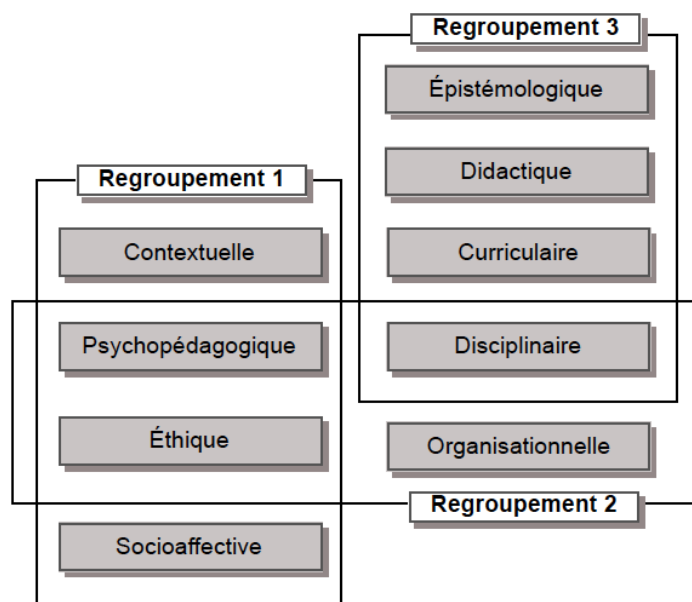 Regroupement 3
Épistémologique
Didactique
Regroupement 1
Contextuelle
Curriculaire
Psychopédagogique
Disciplinaire
Éthique
Organisationnelle
Regroupement 2
Socioaffective